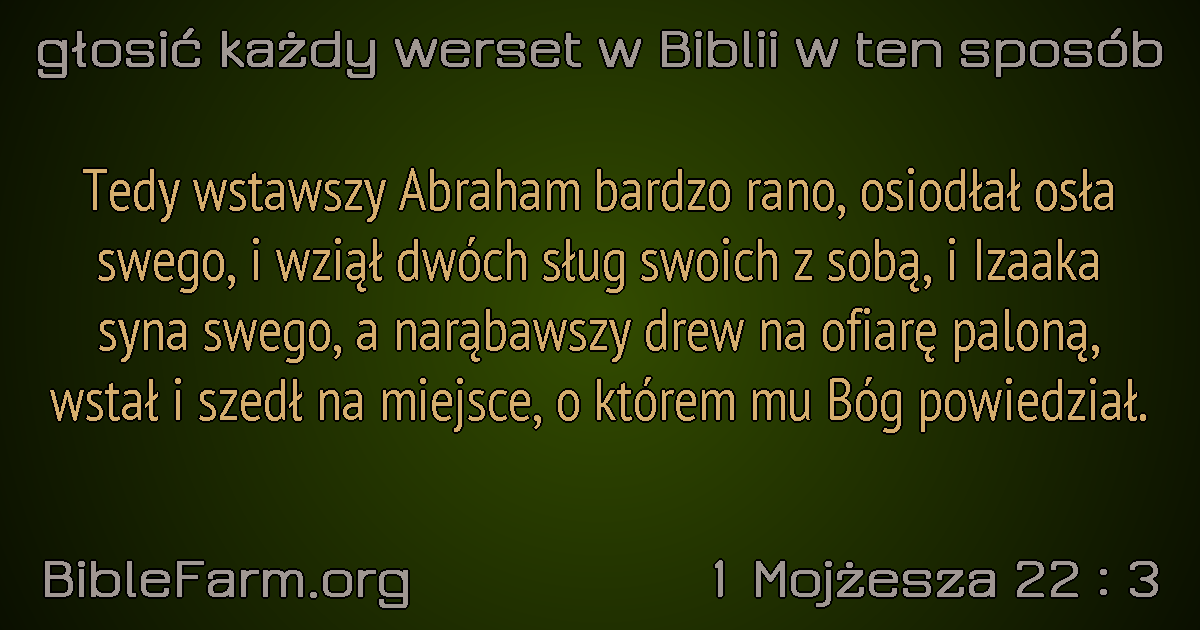 głosić każdy werset w Biblii w ten sposób
Tedy wstawszy Abraham bardzo rano, osiodłał osła
swego, i wziął dwóch sług swoich z sobą, i Izaaka
syna swego, a narąbawszy drew na ofiarę paloną,
wstał i szedł na miejsce, o którem mu Bóg powiedział.
BibleFarm.org
1 Mojżesza 22 : 3